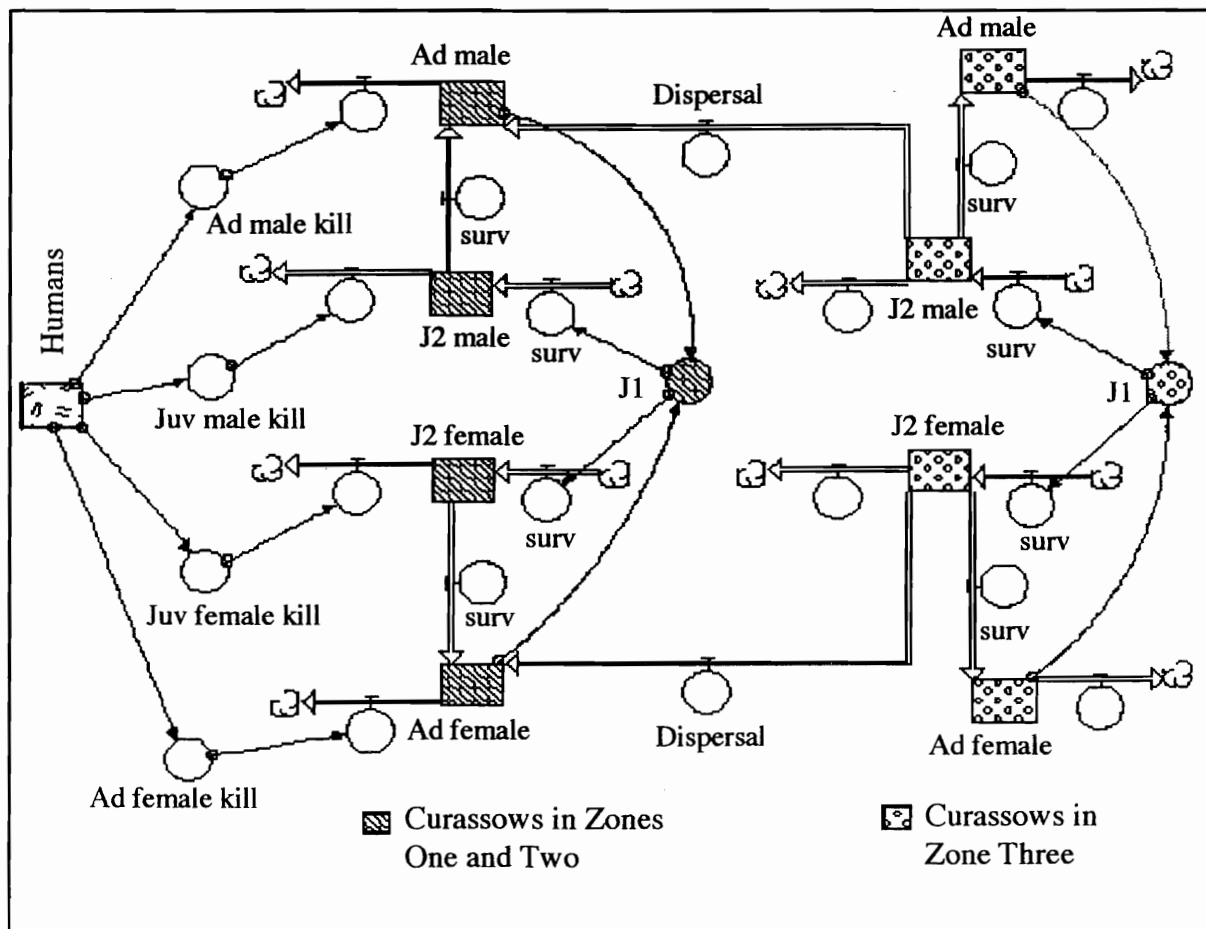 Ad male
Ad male
Dispersal
surv
surv
Ad male kill
Humans
J2 male
J2 male
surv
surv
J1
J1
Juv male kill
J2 female
J2 female
surv
surv
Juv female kill
surv
surv
Ad female
Dispersal
Ad female
Ad female kill
Curassows in Zones
One and Two
Curassows in
Zone Three